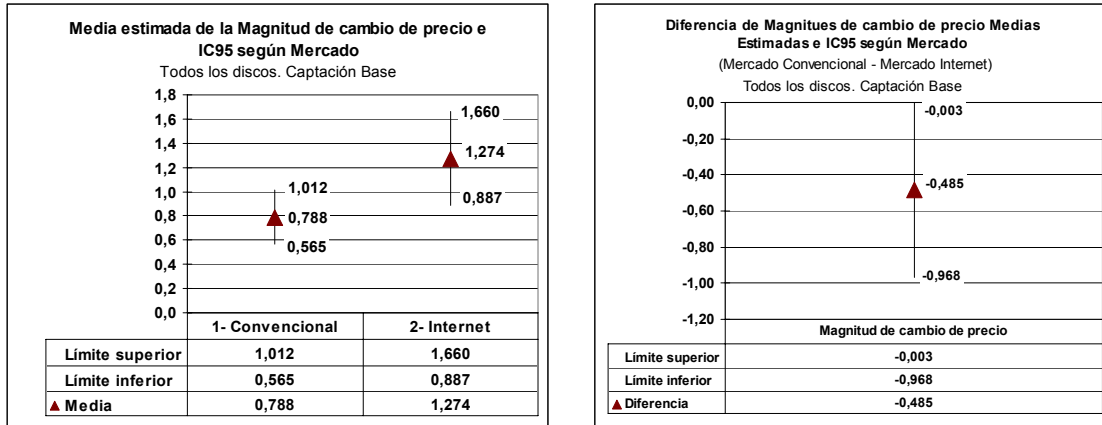 Media estimada de la Magnitud de cambio de precio e
IC95 según Mercado
Todos los discos. Captación Base
1,8
1,6
1,4
1,2
1,0
0,8
0,6
0,4
0,2
0,0
1,012
0,788
0,565
1,660
1,274
0,887
1- Convencional 2- Internet
Límite superior 1,012 1,660
Límite inferior 0,565 0,887
Media 0,788 1,274
Diferencia de Magnitues de cambio de precio Medias
Estimadas e IC95 según Mercado
(Mercado Convencional - Mercado Internet)
Todos los discos. Captación Base
0,00
-0,20
-0,40
-0,60
-0,80
-1,00
-1,20
-0,003
-0,485
-0,968
Magnitud de cambio de precio
Límite superior -0,003
Límite inferior -0,968
Diferencia -0,485